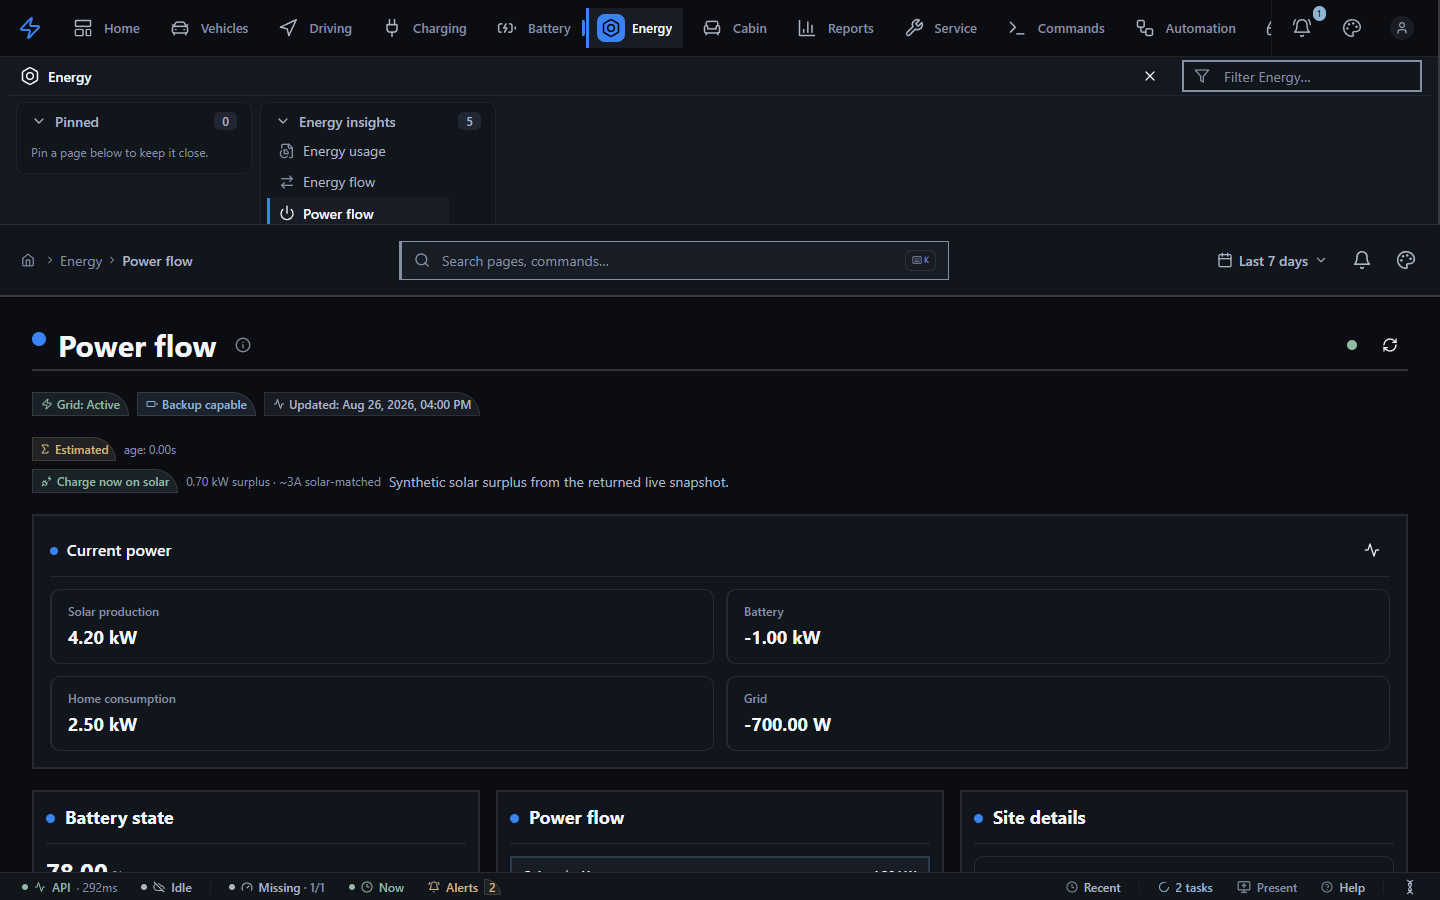 Home
Vehicles
Driving
Charging
Battery
Energy
Cabin
Reports
Service
Commands
Automation
1
Energy
Filter Energy...
Pinned
0
Pin a page below to keep it close.
Energy insights
5
Energy usage
Energy flow
Power flow
Energy
Power flow
Search pages, commands...
K
Last 7 days
Power flow
Grid: Active
Backup capable
Updated: Aug 26, 2026, 04:00 PM
Estimated
age: 0.00s
Charge now on solar
0.70 kW surplus · ~3A solar-matched
Synthetic solar surplus from the returned live snapshot.
Current power
Solar production
4.20 kW
Battery
-1.00 kW
Home consumption
2.50 kW
Grid
-700.00 W
Battery state
Power flow
Site details
78.00
API · 292ms
Idle
Missing · 1/1
Now
Alerts 2
Recent
2 tasks
Present
Help